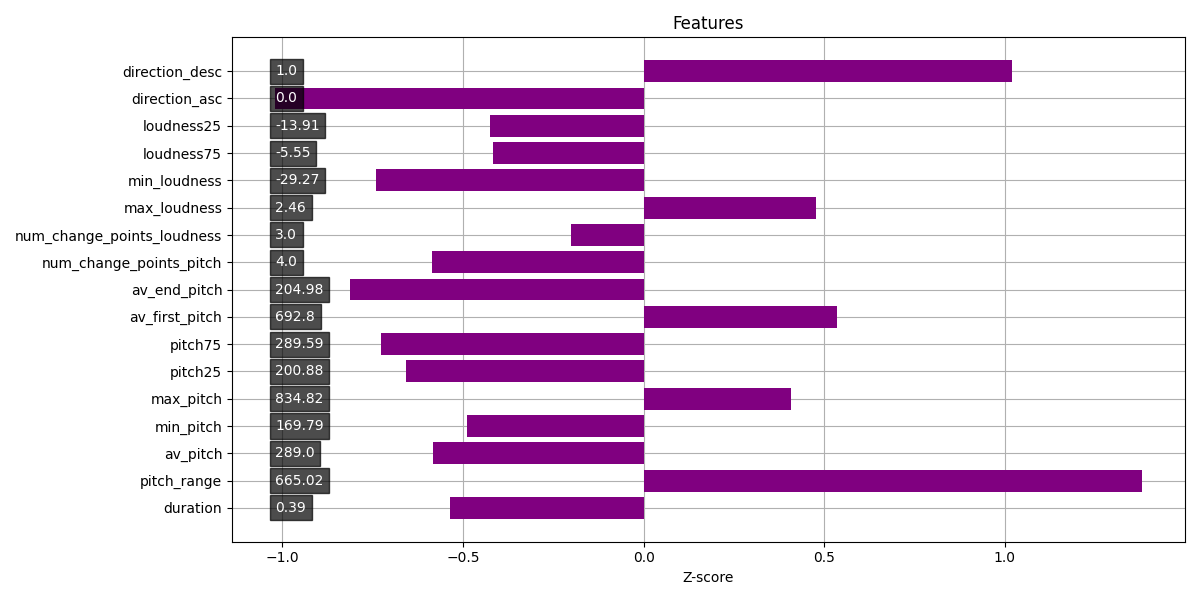 Features
direction_desc 1.0
direction_asc 0.0
loudness25 -13.91
loudness75 -5.55
min_loudness -29.27
max_loudness 2.46
num_change_points_loudness 3.0
num_change_points_pitch 4.0
av_end_pitch 204.98
av_first_pitch 692.8
pitch75 289.59
pitch25 200.88
max_pitch 834.82
min_pitch 169.79
av_pitch 289.0
pitch_range 665.02
duration 0.39
−1.0 −0.5 0.0 0.5 1.0
Z-score